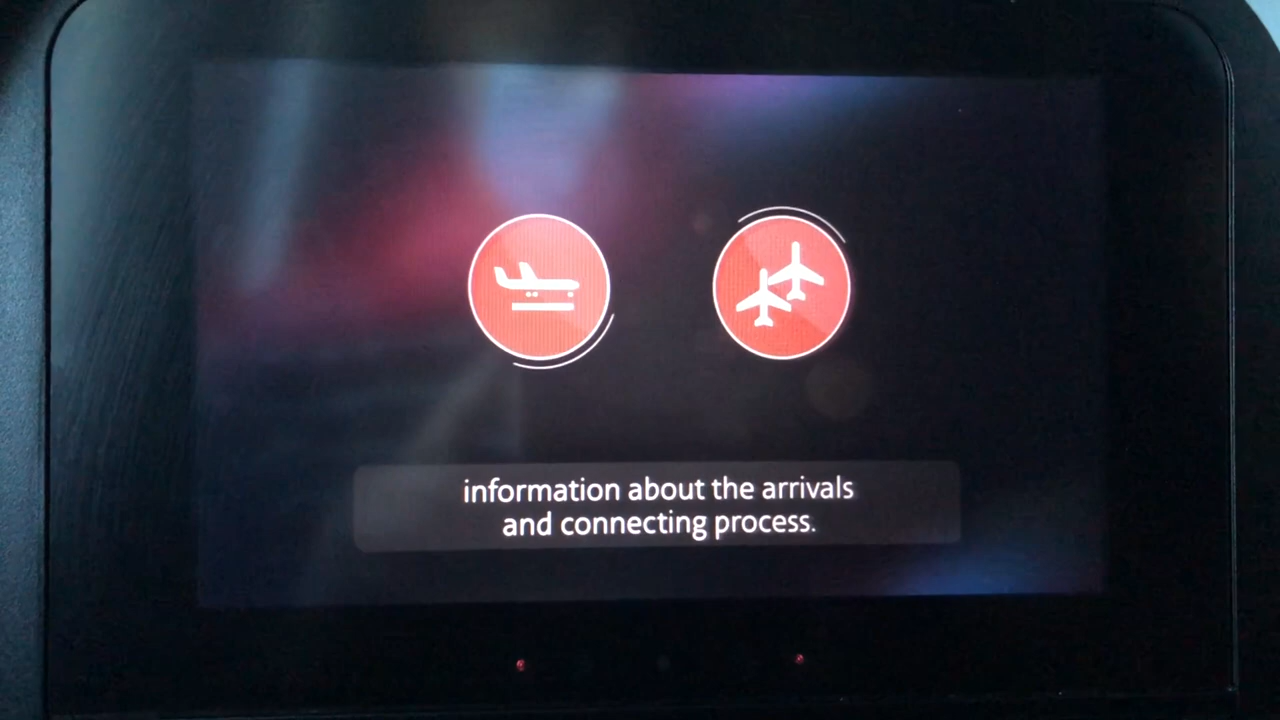 information about the arrivals
and connecting process.